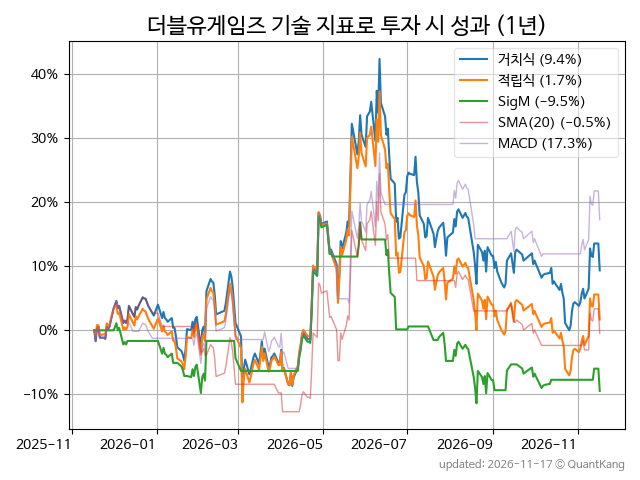 더블유게임즈 기술 지표로 투자 시 성과 (1년)
거치식 (9.4%)
적립식 (1.7%)
SigM (−9.5%)
SMA(20) (−0.5%)
MACD (17.3%)
40%
30%
20%
10%
0%
−10%
2025-11 2026-01 2026-03 2026-05 2026-07 2026-09 2026-11
updated: 2026-11-17 © QuantKang